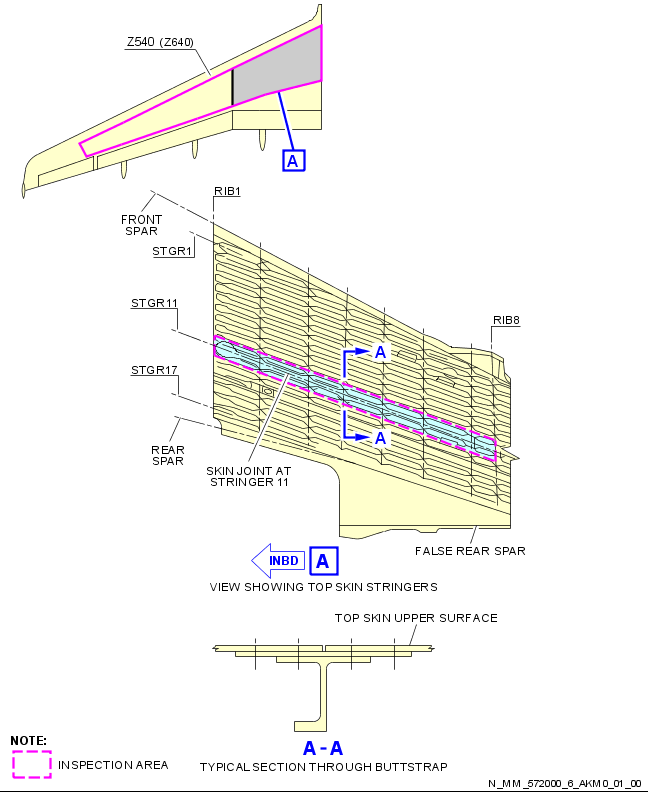 Z540 (Z640)
A
RIB1
FRONT
SPAR
STGR1
STGR11
RIB8
A
STGR17
A
REAR
SPAR
SKIN JOINT AT
STRINGER 11
FALSE REAR SPAR
INBD
A
VIEW SHOWING TOP SKIN STRINGERS
TOP SKIN UPPER SURFACE
A-A
NOTE:
INSPECTION AREA
TYPICAL SECTION THROUGH BUTTSTRAP
N_MM_572000_6_AKM0_01_00